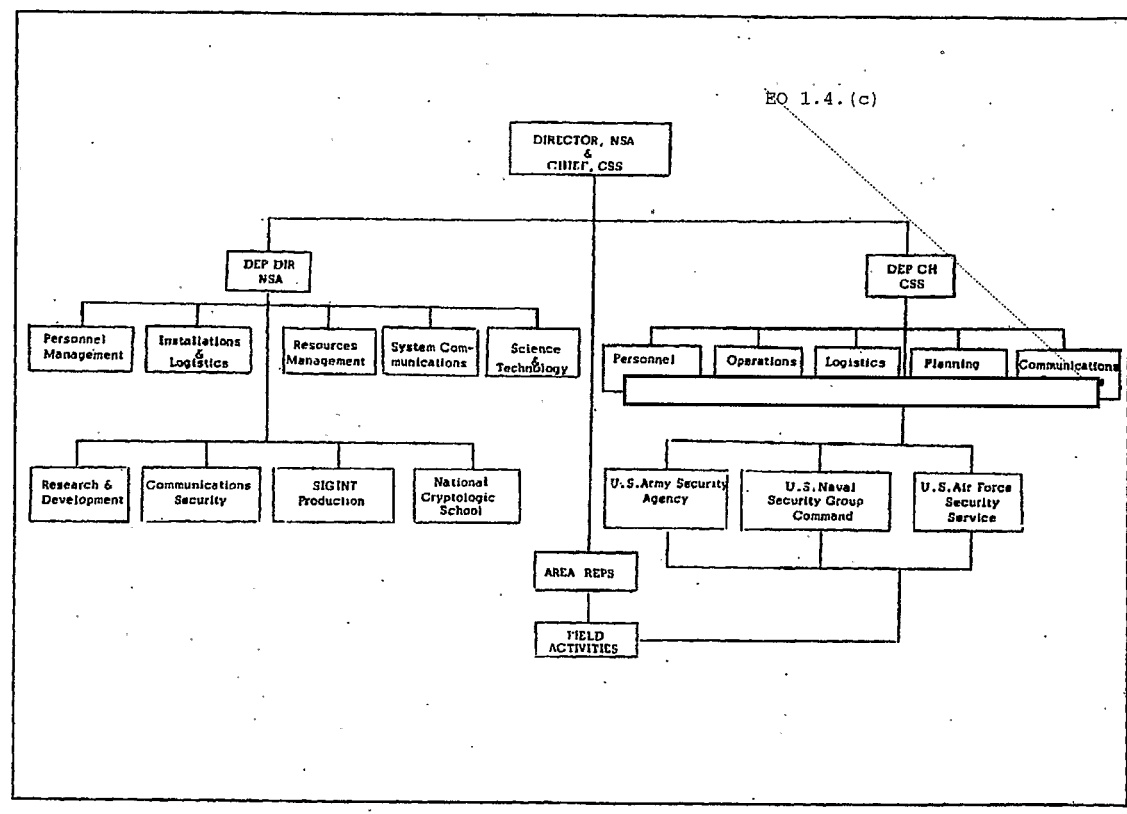 EO 1.4.(c)
DIRECTOR, NSA
&
CHIEF, CSS
DEP DIR
NSA
DEP CH
CSS
Personnel
Management
Installations
&
Logistics
Resources
Management
System Com-
munications
Science
&
Technology
Personnel
Operations
Logistics
Planning
Communications
Research &
Development
Communications
Security
SIGINT
Production
National
Cryptologic
School
U.S.Army Security
Agency
U.S.Naval
Security Group
Command
U.S.Air Force
Security
Service
AREA REPS
FIELD
ACTIVITIES